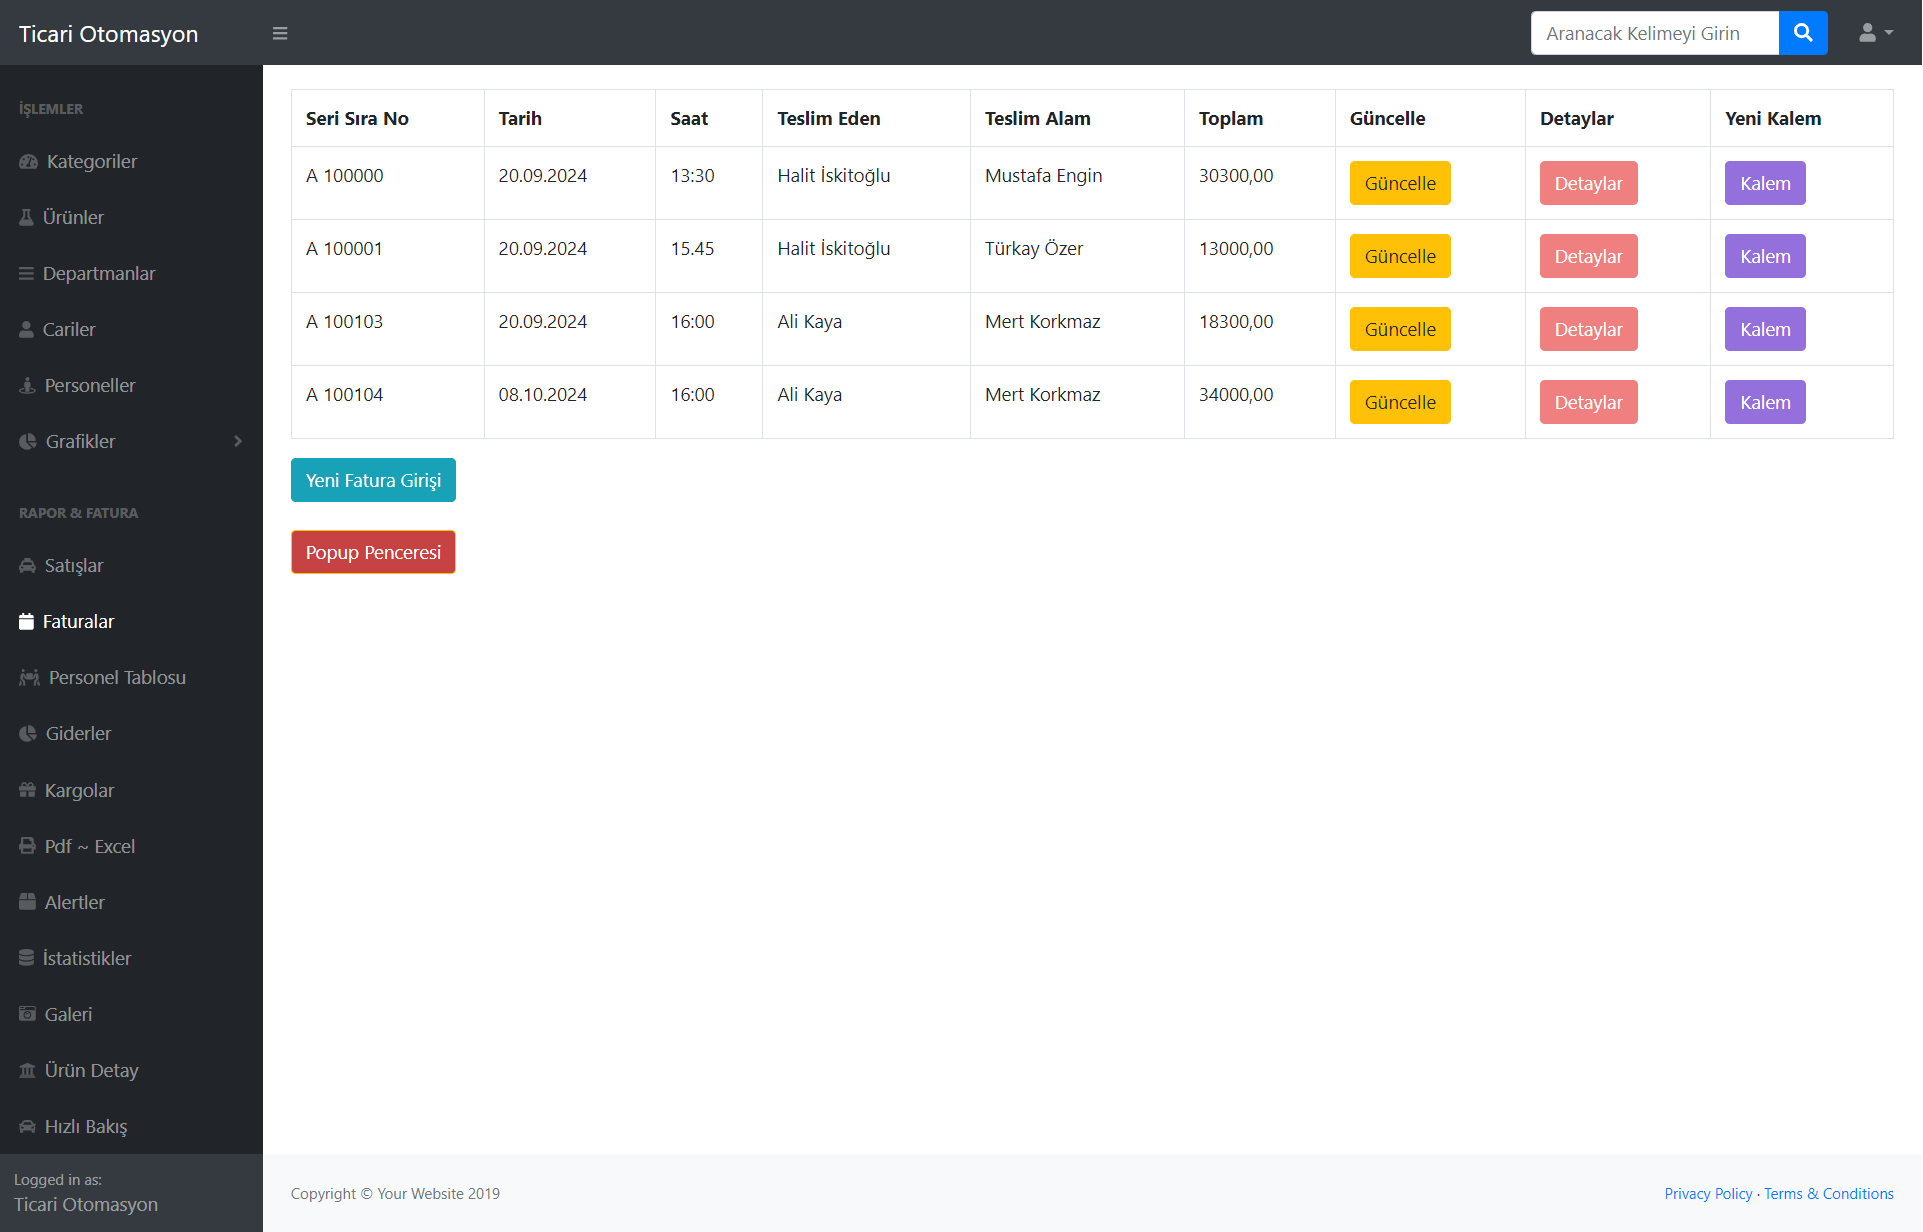 Ticari Otomasyon
Aranacak Kelimeyi Girin
İŞLEMLER
Kategoriler
Ürünler
Departmanlar
Cariler
Personeller
Grafikler
RAPOR & FATURA
Satışlar
Faturalar
Personel Tablosu
Giderler
Kargolar
Pdf ~ Excel
Alertler
İstatistikler
Galeri
Ürün Detay
Hızlı Bakış
Logged in as:
Ticari Otomasyon
Seri Sıra No Tarih Saat Teslim Eden Teslim Alam Toplam Güncelle Detaylar Yeni Kalem
A 100000 20.09.2024 13:30 Halit İskitoğlu Mustafa Engin 30300,00 Güncelle Detaylar Kalem
A 100001 20.09.2024 15.45 Halit İskitoğlu Türkay Özer 13000,00 Güncelle Detaylar Kalem
A 100103 20.09.2024 16:00 Ali Kaya Mert Korkmaz 18300,00 Güncelle Detaylar Kalem
A 100104 08.10.2024 16:00 Ali Kaya Mert Korkmaz 34000,00 Güncelle Detaylar Kalem
Yeni Fatura Girişi
Popup Penceresi
Copyright © Your Website 2019
Privacy Policy · Terms & Conditions